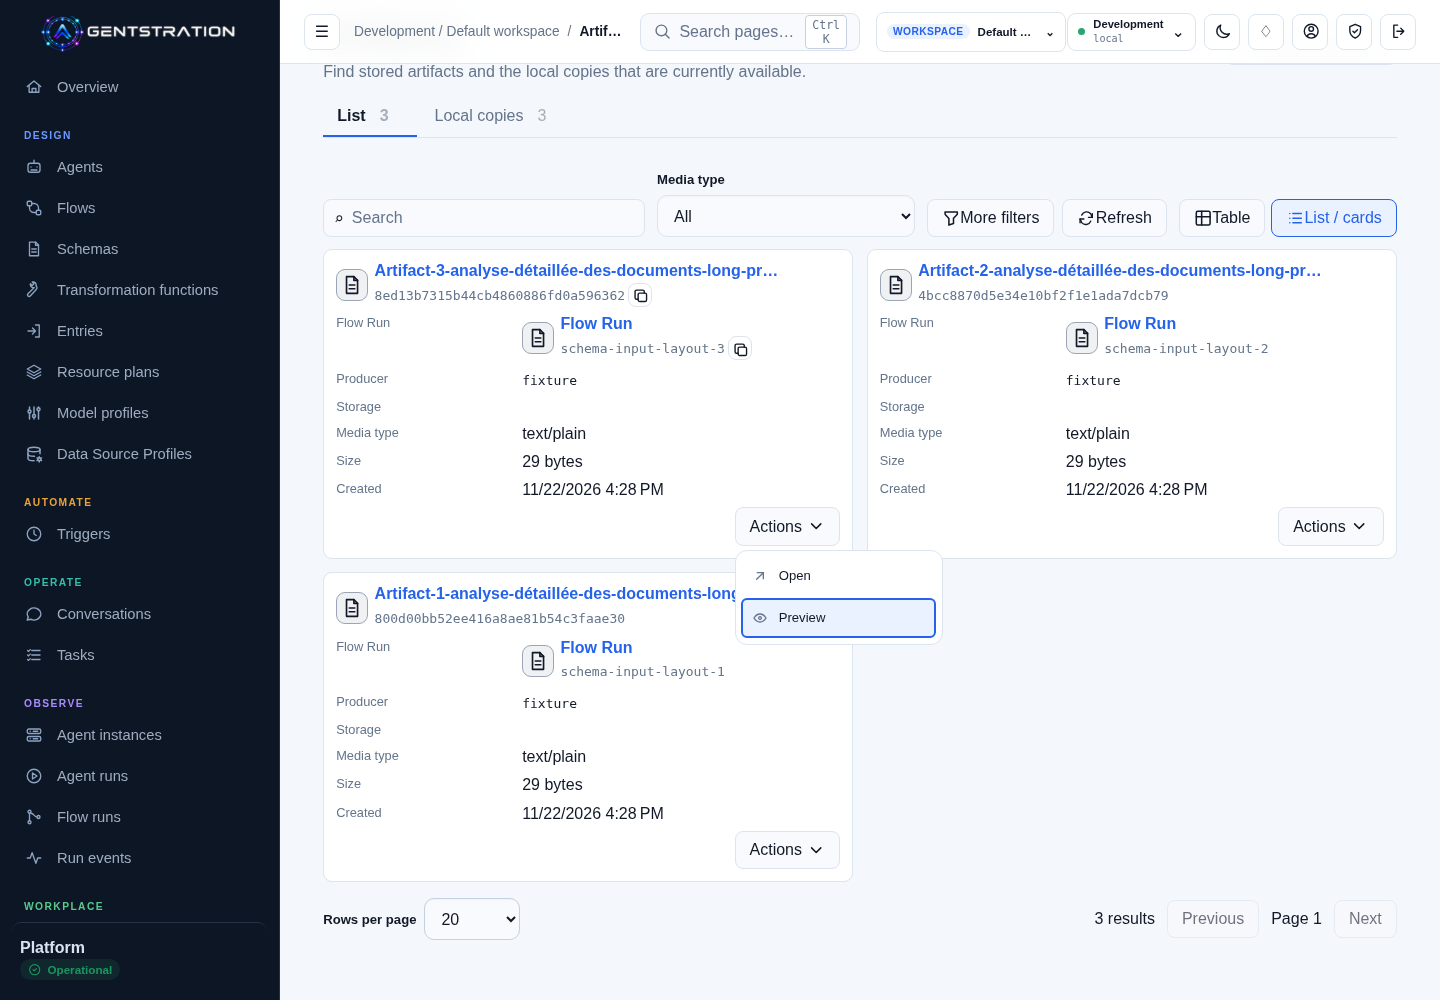 GENTSTRATION
Overview
DESIGN
Agents
Flows
Schemas
Transformation functions
Entries
Resource plans
Model profiles
Data Source Profiles
AUTOMATE
Triggers
OPERATE
Conversations
Tasks
OBSERVE
Agent instances
Agent runs
Flow runs
Run events
WORKPLACE
Platform
Operational
Development / Default workspace / Artif…
Search pages…
Ctrl
K
WORKSPACE Default …
Development
local
Find stored artifacts and the local copies that are currently available.
List 3
Local copies 3
Media type
Search
All
More filters
Refresh
Table
List / cards
Artifact-3-analyse-détaillée-des-documents-long-pr…
8ed13b7315b44cb4860886fd0a596362
Flow Run
Flow Run
schema-input-layout-3
Producer
fixture
Storage
Media type
text/plain
Size
29 bytes
Created
11/22/2026 4:28 PM
Actions
Artifact-2-analyse-détaillée-des-documents-long-pr…
4bcc8870d5e34e10bf2f1e1ada7dcb79
Flow Run
Flow Run
schema-input-layout-2
Producer
fixture
Storage
Media type
text/plain
Size
29 bytes
Created
11/22/2026 4:28 PM
Actions
Open
Preview
Artifact-1-analyse-détaillée-des-documents-long
800d00bb52ee416a8ae81b54c3faae30
Flow Run
Flow Run
schema-input-layout-1
Producer
fixture
Storage
Media type
text/plain
Size
29 bytes
Created
11/22/2026 4:28 PM
Actions
Rows per page
20
3 results
Previous
Page 1
Next